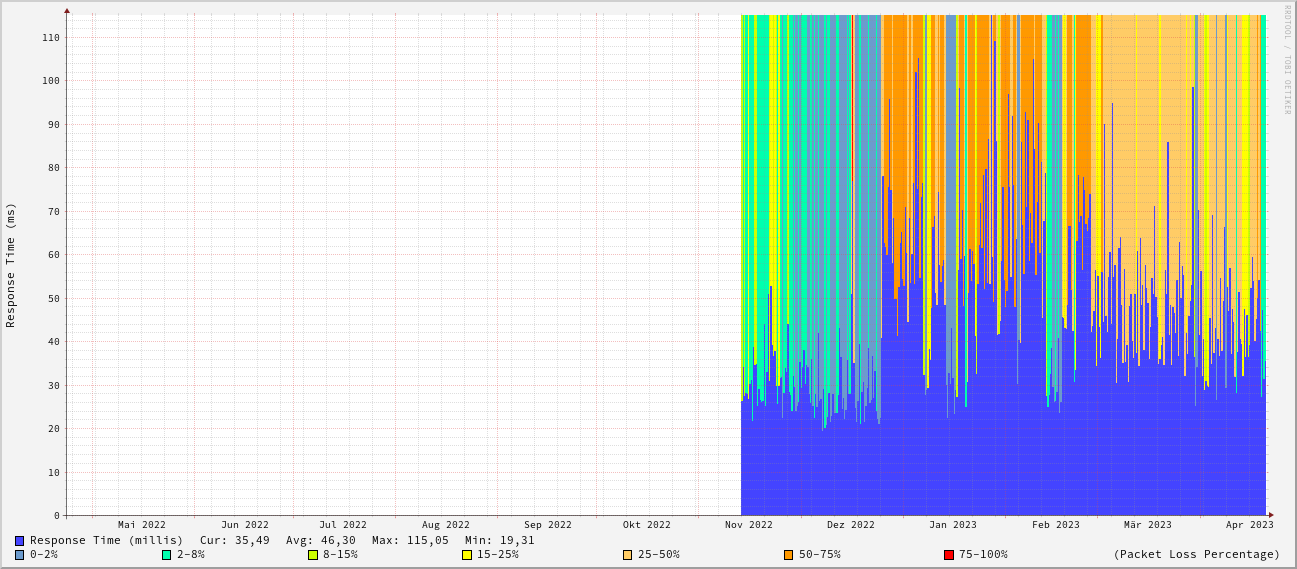 RRDTOOL / TOBI OETIKER
Response Time (ms)
110
100
90
80
70
60
50
40
30
20
10
0
Mai 2022 Jun 2022 Jul 2022 Aug 2022 Sep 2022 Okt 2022 Nov 2022 Dez 2022 Jan 2023 Feb 2023 Mär 2023 Apr 2023
Response Time (millis) Cur: 35,49 Avg: 46,30 Max: 115,05 Min: 19,31
0-2% 2-8% 8-15% 15-25% 25-50% 50-75% 75-100% (Packet Loss Percentage)